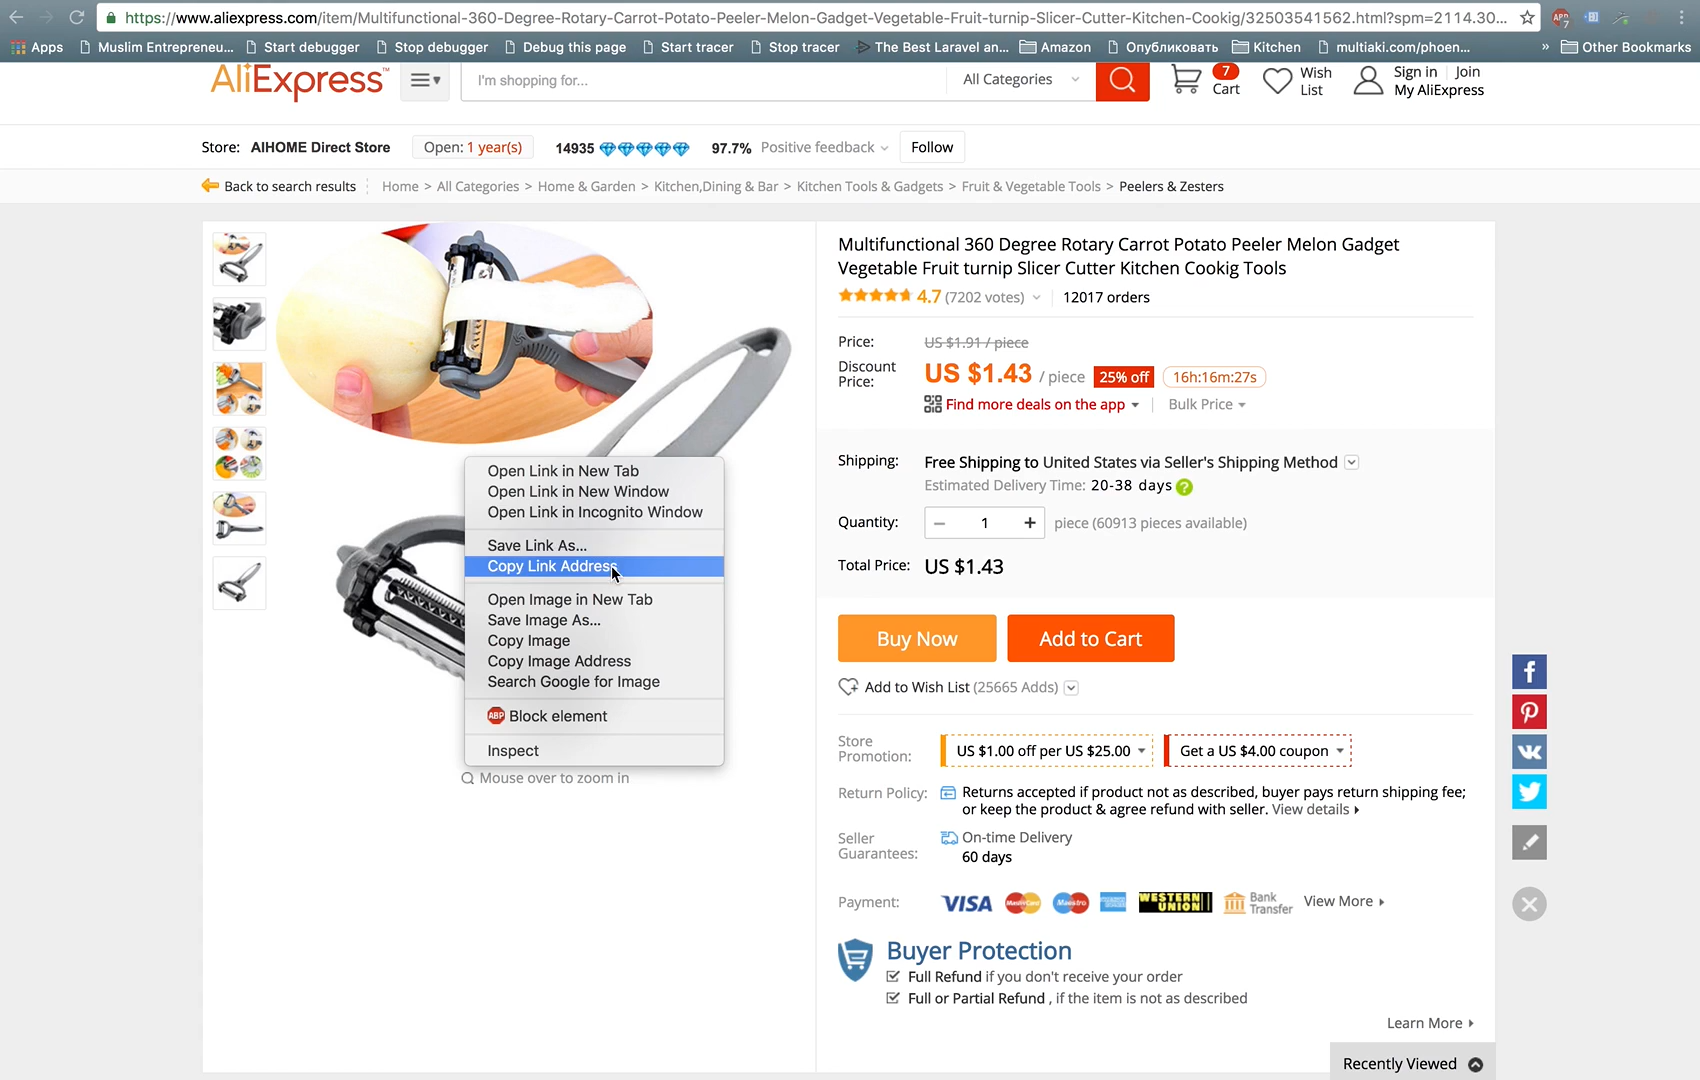 https://www.aliexpress.com/item/Multifunctional-360-Degree-Rotary-Carrot-Potato-Peeler-Melon-Gadget-Vegetable-Fruit-turnip-Slicer-Cutter-Kitchen-Cookig/32503541562.html?spm=2114.30...
Apps Muslim Entrepreneu... Start debugger Stop debugger Debug this page Start tracer Stop tracer The Best Laravel an... Amazon Опубликовать Kitchen multiaki.com/phoen... » Other Bookmarks
AliExpress™ I'm shopping for... All Categories 7 Cart Wish List Sign in Join My AliExpress
Store: AIHOME Direct Store Open: 1 year(s) 14935 97.7% Positive feedback Follow
Back to search results Home > All Categories > Home & Garden > Kitchen,Dining & Bar > Kitchen Tools & Gadgets > Fruit & Vegetable Tools > Peelers & Zesters
Multifunctional 360 Degree Rotary Carrot Potato Peeler Melon Gadget
Vegetable Fruit turnip Slicer Cutter Kitchen Cookig Tools
4.7 (7202 votes) 12017 orders
Price: US $1.91 / piece
Discount Price: US $1.43 / piece 25% off 16h:16m:27s
Find more deals on the app Bulk Price
Shipping: Free Shipping to United States via Seller's Shipping Method
Estimated Delivery Time: 20-38 days ?
Quantity: − 1 + piece (60913 pieces available)
Total Price: US $1.43
Buy Now Add to Cart
Add to Wish List (25665 Adds)
Store Promotion: US $1.00 off per US $25.00 Get a US $4.00 coupon
Return Policy: Returns accepted if product not as described, buyer pays return shipping fee;
or keep the product & agree refund with seller. View details
Seller Guarantees: On-time Delivery
60 days
Payment: VISA MasterCard Maestro WESTERN UNION Bank Transfer View More
Buyer Protection
Full Refund if you don't receive your order
Full or Partial Refund , if the item is not as described
Learn More
Recently Viewed
Open Link in New Tab
Open Link in New Window
Open Link in Incognito Window
Save Link As...
Copy Link Address
Open Image in New Tab
Save Image As...
Copy Image
Copy Image Address
Search Google for Image
ABP Block element
Inspect
Mouse over to zoom in